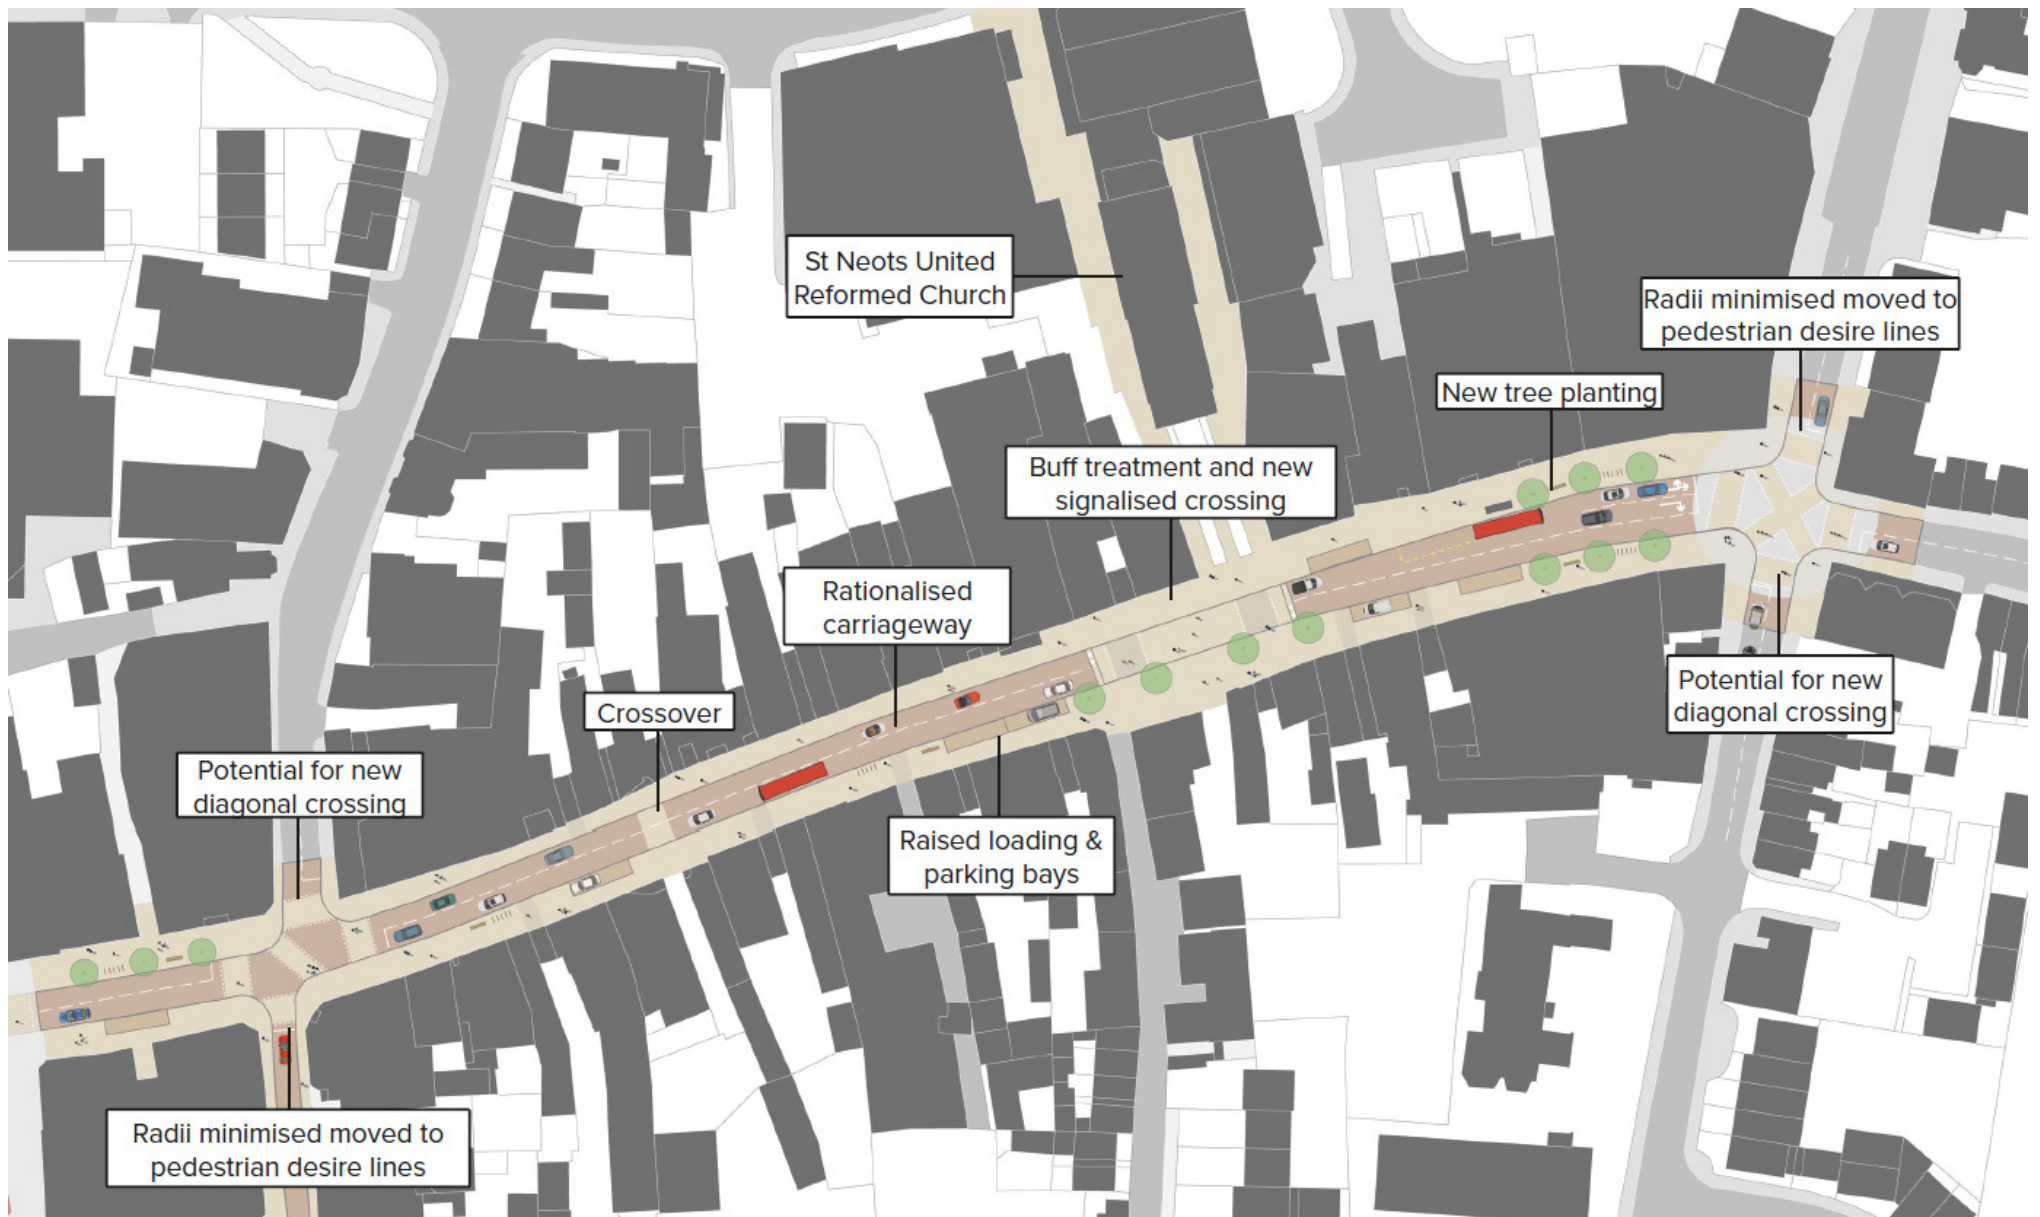 St Neots United
Reformed Church
Radii minimised moved to
pedestrian desire lines
New tree planting
Buff treatment and new
signalised crossing
Rationalised
carriageway
Potential for new
diagonal crossing
Crossover
Potential for new
diagonal crossing
Raised loading &
parking bays
Radii minimised moved to
pedestrian desire lines